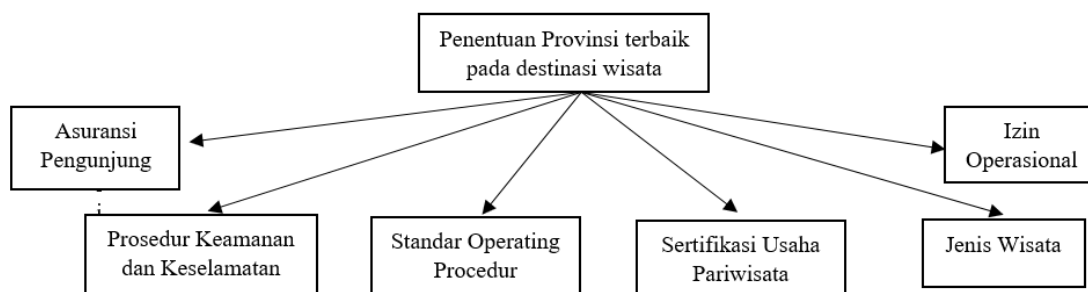 Penentuan Provinsi terbaik
pada destinasi wisata
Asuransi
Pengunjung
Izin
Operasional
Prosedur Keamanan
dan Keselamatan
Standar Operating
Procedur
Sertifikasi Usaha
Pariwisata
Jenis Wisata